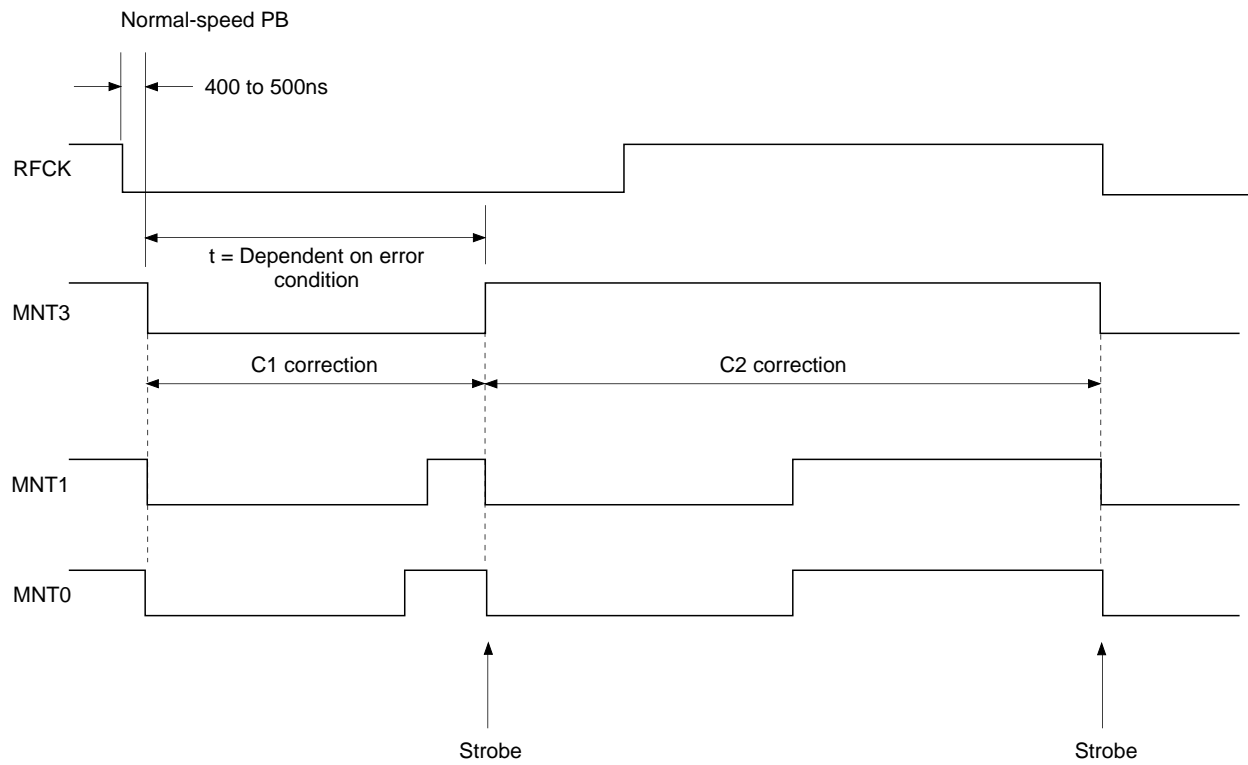 Normal-speed PB
400 to 500ns
RFCK
t = Dependent on error
condition
MNT3
C1 correction
C2 correction
MNT1
MNT0
Strobe
Strobe